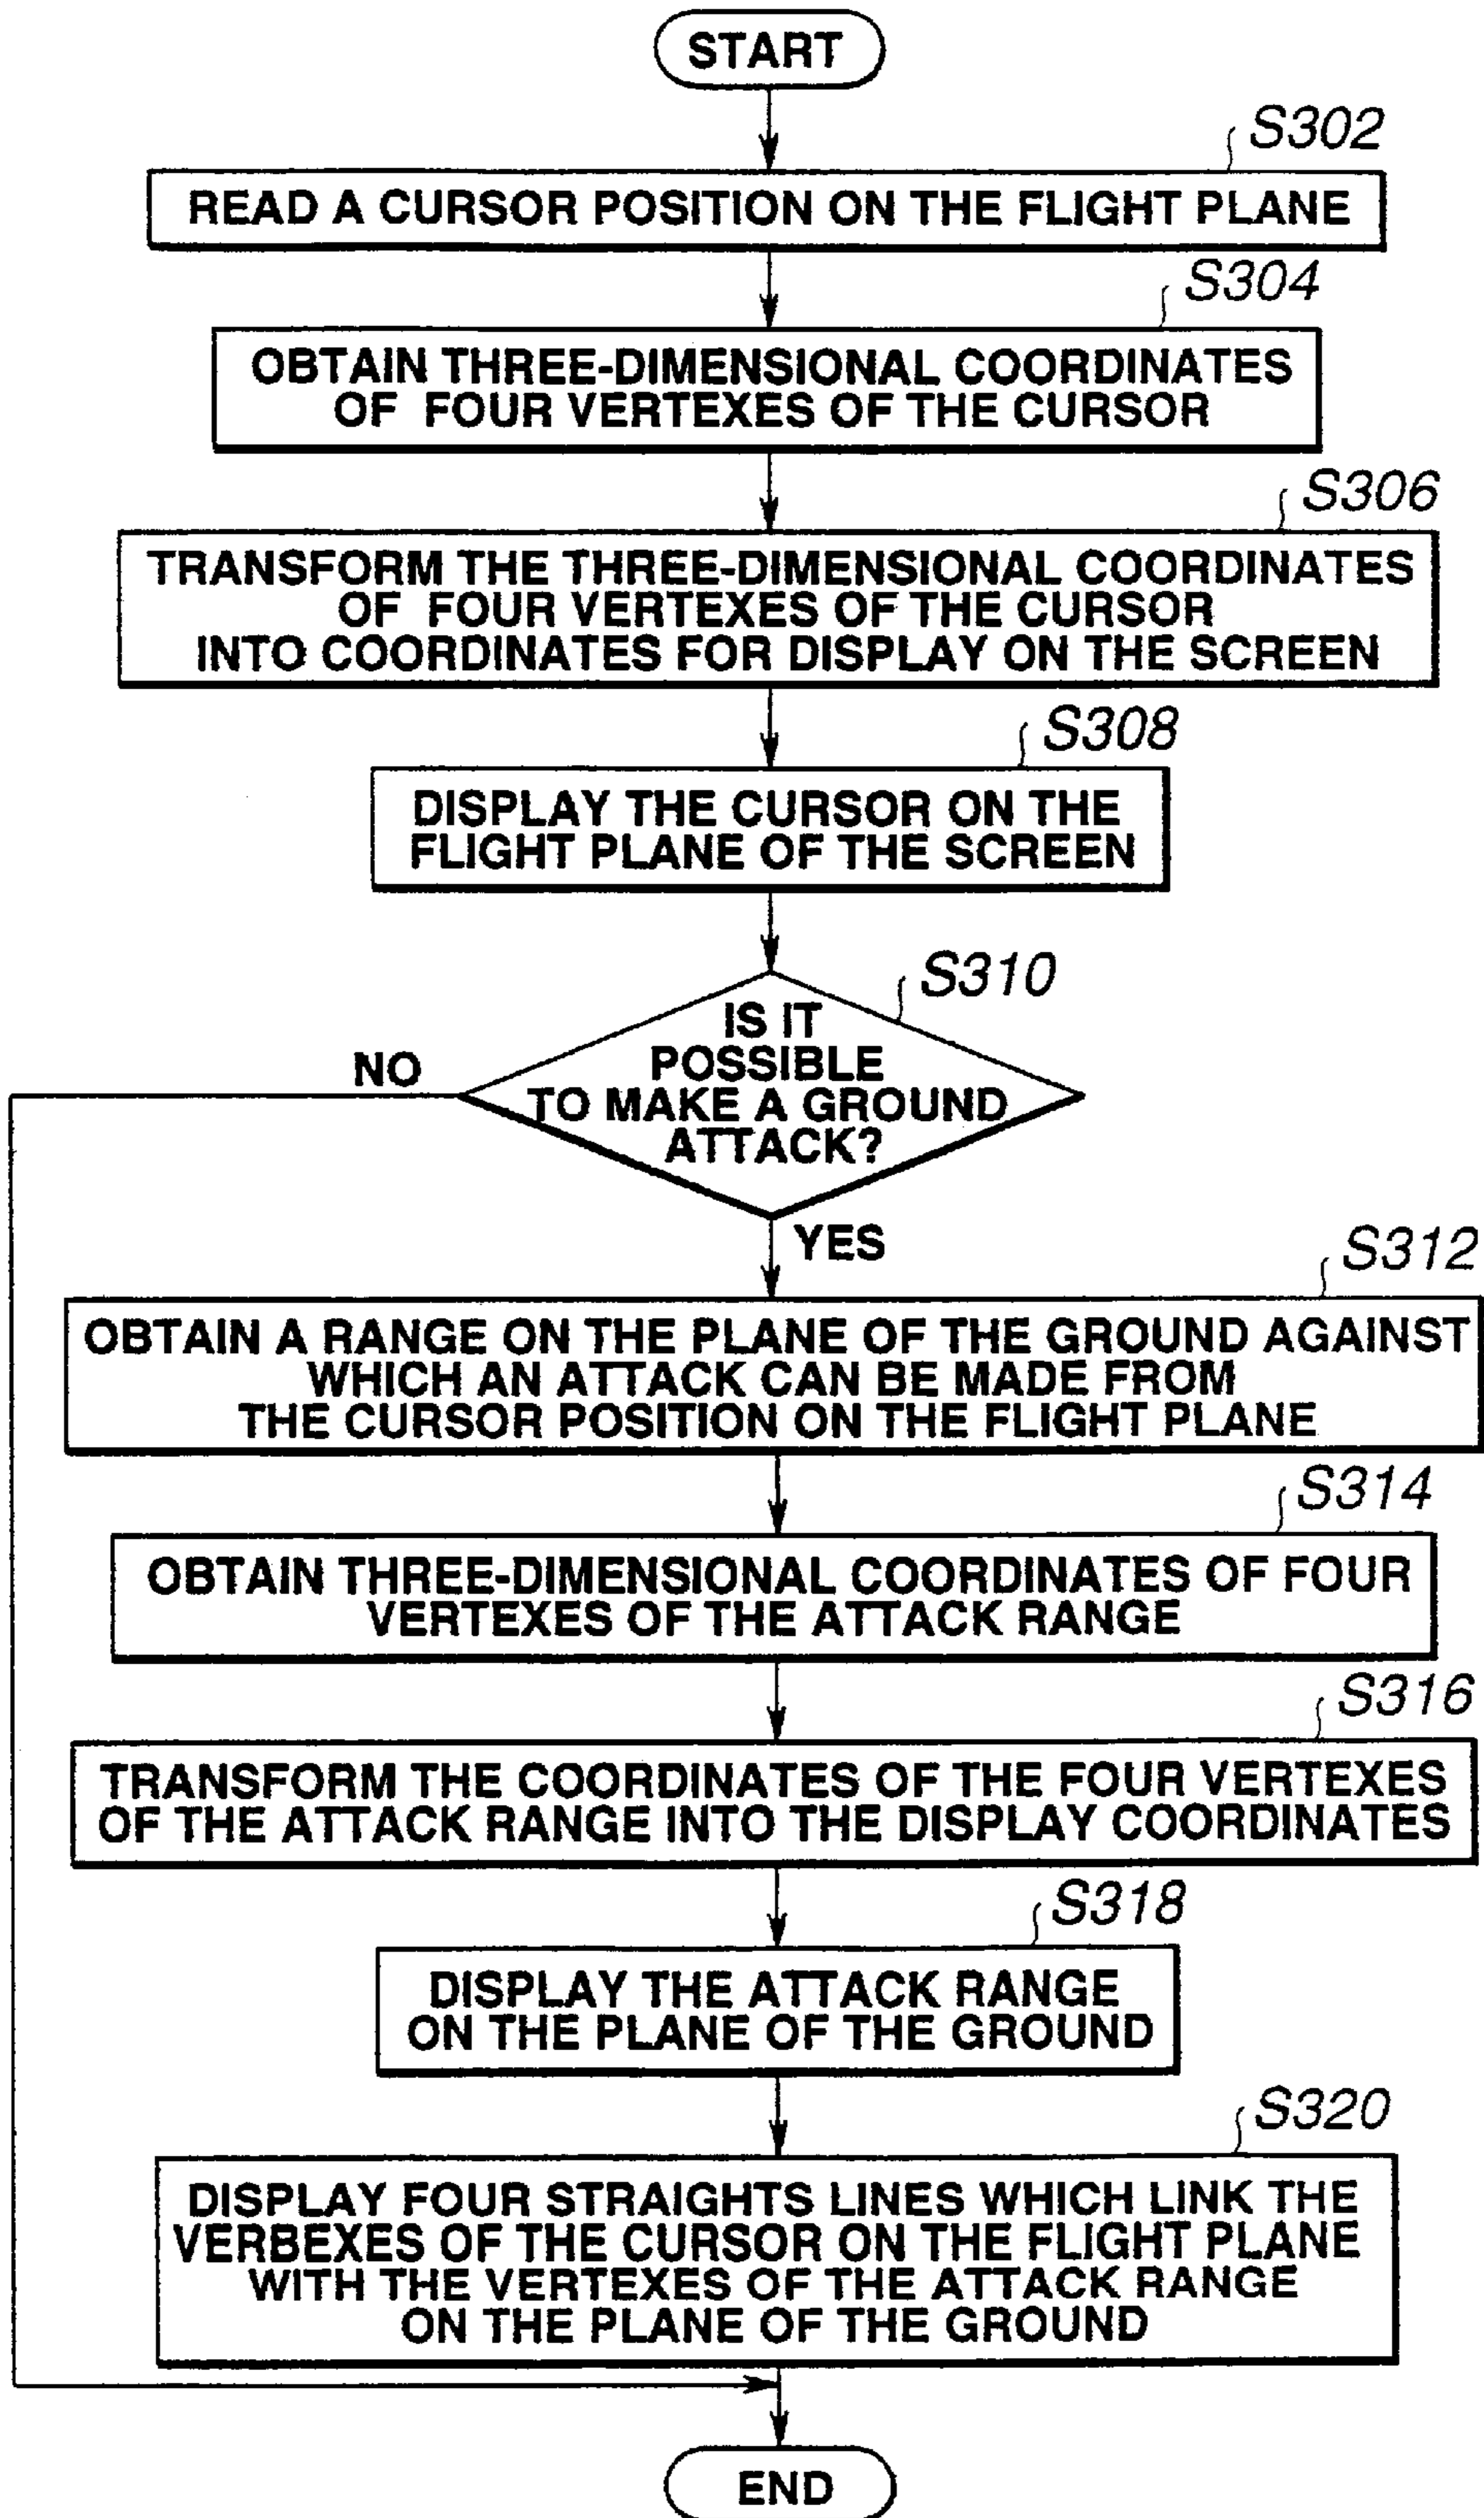 START
S302
READ A CURSOR POSITION ON THE FLIGHT PLANE
S304
OBTAIN THREE-DIMENSIONAL COORDINATES
OF FOUR VERTEXES OF THE CURSOR
S306
TRANSFORM THE THREE-DIMENSIONAL COORDINATES
OF FOUR VERTEXES OF THE CURSOR
INTO COORDINATES FOR DISPLAY ON THE SCREEN
S308
DISPLAY THE CURSOR ON THE
FLIGHT PLANE OF THE SCREEN
S310
IS IT
POSSIBLE
TO MAKE A GROUND
ATTACK?
NO
YES
S312
OBTAIN A RANGE ON THE PLANE OF THE GROUND AGAINST
WHICH AN ATTACK CAN BE MADE FROM
THE CURSOR POSITION ON THE FLIGHT PLANE
S314
OBTAIN THREE-DIMENSIONAL COORDINATES OF FOUR
VERTEXES OF THE ATTACK RANGE
S316
TRANSFORM THE COORDINATES OF THE FOUR VERTEXES
OF THE ATTACK RANGE INTO THE DISPLAY COORDINATES
S318
DISPLAY THE ATTACK RANGE
ON THE PLANE OF THE GROUND
S320
DISPLAY FOUR STRAIGHTS LINES WHICH LINK THE
VERBEXES OF THE CURSOR ON THE FLIGHT PLANE
WITH THE VERTEXES OF THE ATTACK RANGE
ON THE PLANE OF THE GROUND
END